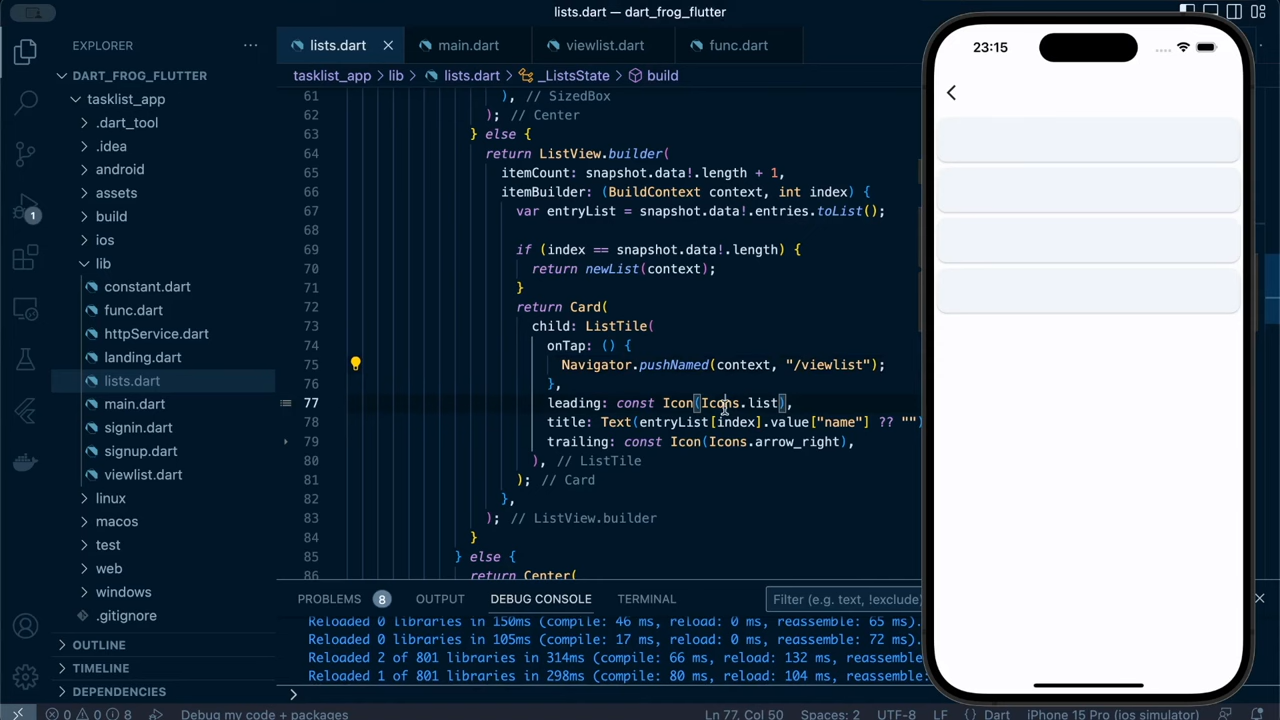 lists.dart — dart_frog_flutter
EXPLORER
DART_FROG_FLUTTER
tasklist_app
.dart_tool
.idea
android
assets
build
ios
lib
constant.dart
func.dart
httpService.dart
landing.dart
lists.dart
main.dart
signin.dart
signup.dart
viewlist.dart
linux
macos
test
web
windows
.gitignore
OUTLINE
TIMELINE
DEPENDENCIES
1
lists.dart main.dart viewlist.dart func.dart
tasklist_app > lib > lists.dart > _ListsState > build
61 ), // SizedBox
62 ); // Center
63 } else {
64 return ListView.builder(
65 itemCount: snapshot.data!.length + 1,
66 itemBuilder: (BuildContext context, int index) {
67 var entryList = snapshot.data!.entries.toList();
68
69 if (index == snapshot.data!.length) {
70 return newList(context);
71 }
72 return Card(
73 child: ListTile(
74 onTap: () {
75 Navigator.pushNamed(context, "/viewlist");
76 },
77 leading: const Icon(Icons.list),
78 title: Text(entryList[index].value["name"] ?? "")
79 trailing: const Icon(Icons.arrow_right),
80 ), // ListTile
81 ); // Card
82 },
83 ); // ListView.builder
84 }
85 } else {
86 return Center(
PROBLEMS 8 OUTPUT DEBUG CONSOLE TERMINAL Filter (e.g. text, !exclude)
Reloaded 0 libraries in 150ms (compile: 46 ms, reload: 0 ms, reassemble: 65 ms).
Reloaded 0 libraries in 105ms (compile: 17 ms, reload: 0 ms, reassemble: 72 ms).
Reloaded 2 of 801 libraries in 314ms (compile: 66 ms, reload: 132 ms, reassemble
Reloaded 1 of 801 libraries in 298ms (compile: 80 ms, reload: 104 ms, reassemble
0 0 8 Debug my code + packages Ln 77, Col 50 Spaces: 2 UTF-8 LF {} Dart iPhone 15 Pro (ios simulator)
23:15